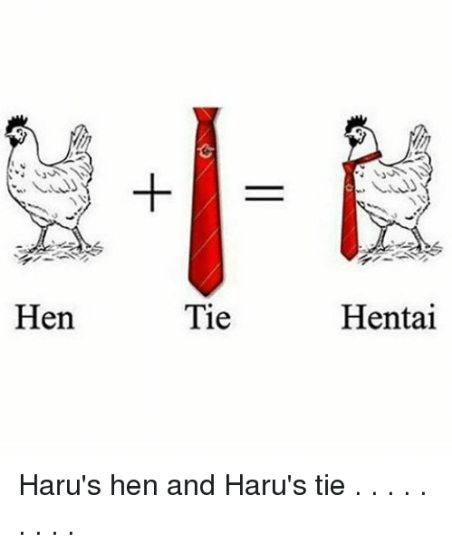 + =
Hen Tie Hentai
Haru's hen and Haru's tie . . . . .
. . . .